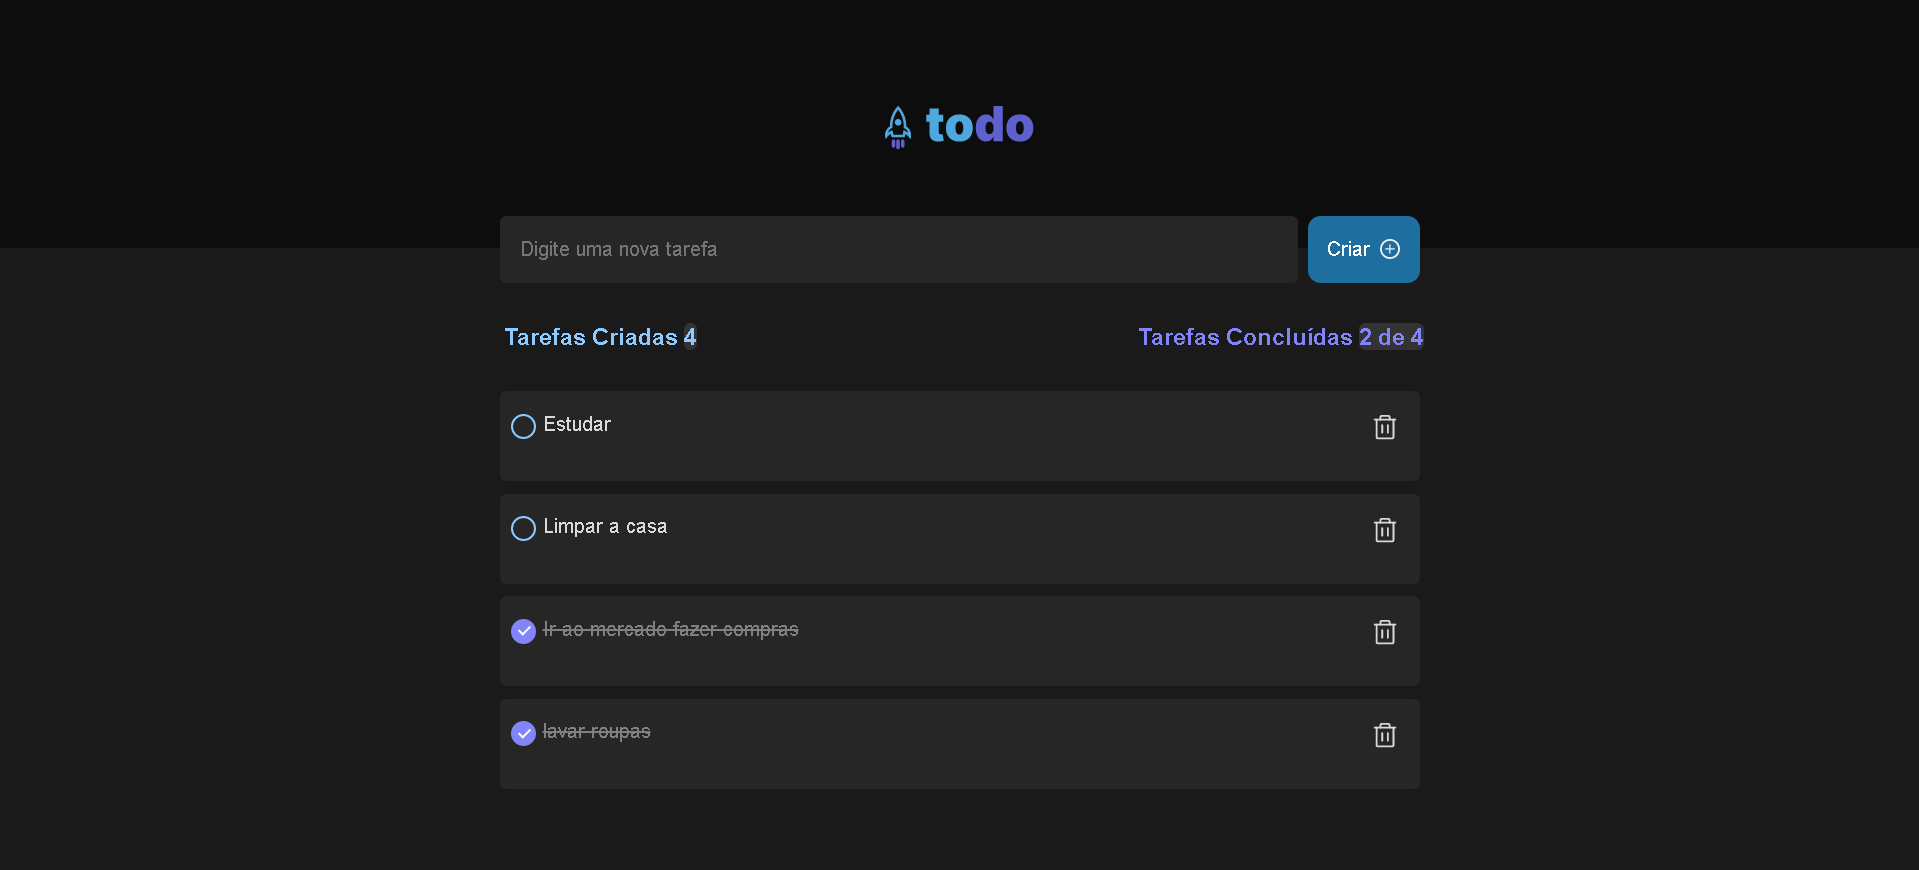 todo
Digite uma nova tarefa
Criar
Tarefas Criadas 4
Tarefas Concluídas 2 de 4
Estudar
Limpar a casa
Ir ao mercado fazer compras
lavar roupas